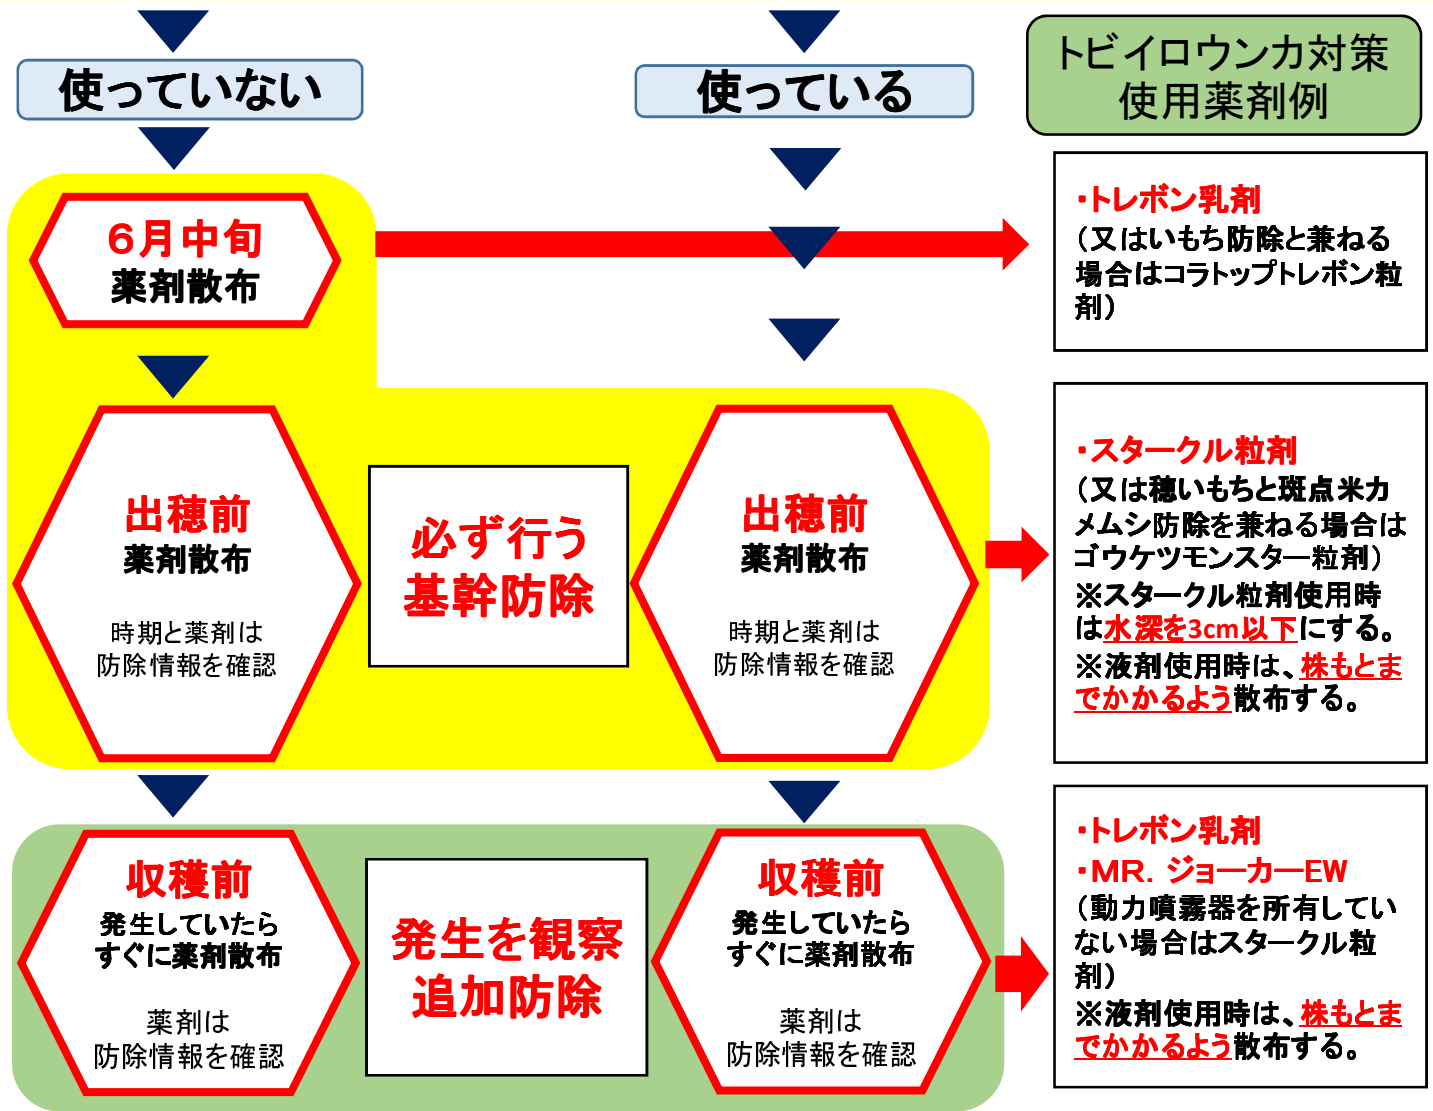 使っていない
使っている
トビイロウンカ対策
使用薬剤例
６月中旬
薬剤散布
・トレボン乳剤
（又はいもち防除と兼ねる
場合はコラトップトレボン粒
剤）
出穂前
薬剤散布
時期と薬剤は
防除情報を確認
必ず行う
基幹防除
出穂前
薬剤散布
時期と薬剤は
防除情報を確認
・スタークル粒剤
（又は穂いもちと斑点米カ
メムシ防除を兼ねる場合は
ゴウケツモンスター粒剤）
※スタークル粒剤使用時
は水深を3cm以下にする。
※液剤使用時は、株もとま
でかかるよう散布する。
収穫前
発生していたら
すぐに薬剤散布
薬剤は
防除情報を確認
発生を観察
追加防除
収穫前
発生していたら
すぐに薬剤散布
薬剤は
防除情報を確認
・トレボン乳剤
・ＭＲ．ジョーカーEW
（動力噴霧器を所有してい
ない場合はスタークル粒
剤）
※液剤使用時は、株もとま
でかかるよう散布する。